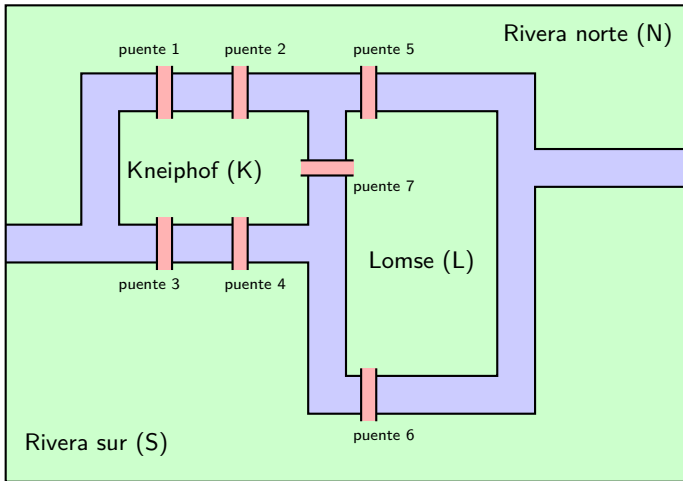 Rivera norte (N)
puente 1
puente 2
puente 5
Kneiphof (K)
puente 7
Lomse (L)
puente 3
puente 4
puente 6
Rivera sur (S)